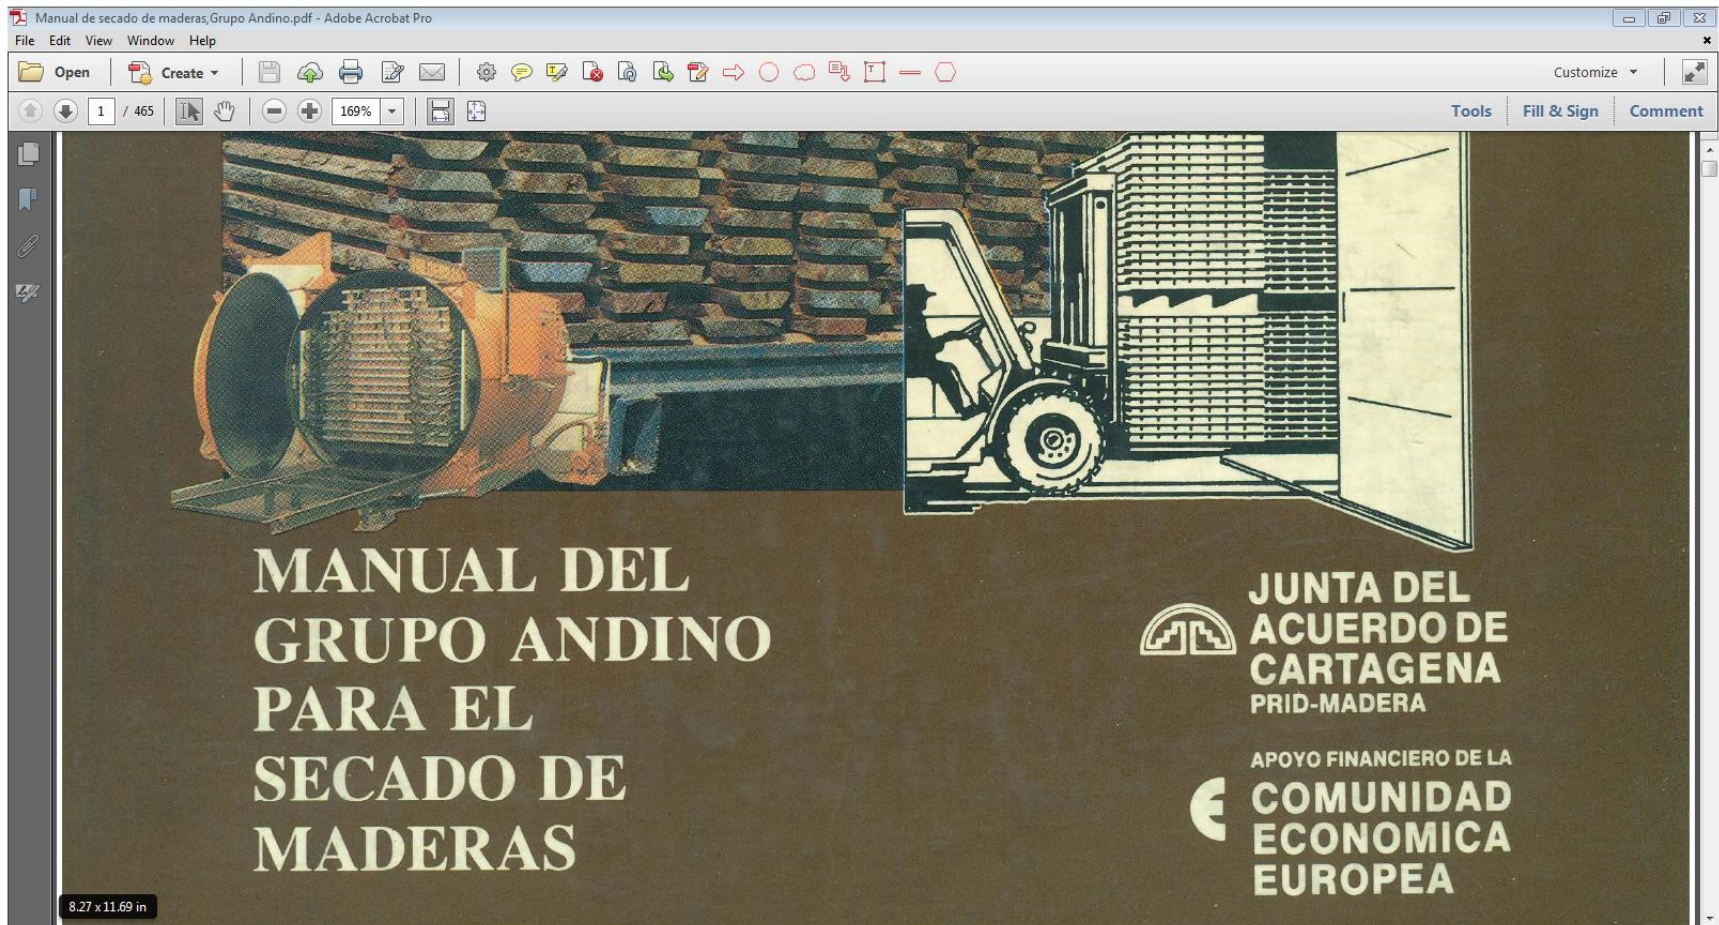 Manual de secado de maderas,Grupo Andino.pdf - Adobe Acrobat Pro
File Edit View Window Help
Open Create Customize
1 / 465 169% Tools Fill & Sign Comment
MANUAL DEL
GRUPO ANDINO
PARA EL
SECADO DE
MADERAS
JUNTA DEL
ACUERDO DE
CARTAGENA
PRID-MADERA
APOYO FINANCIERO DE LA
COMUNIDAD
ECONOMICA
EUROPEA
8.27 x 11.69 in